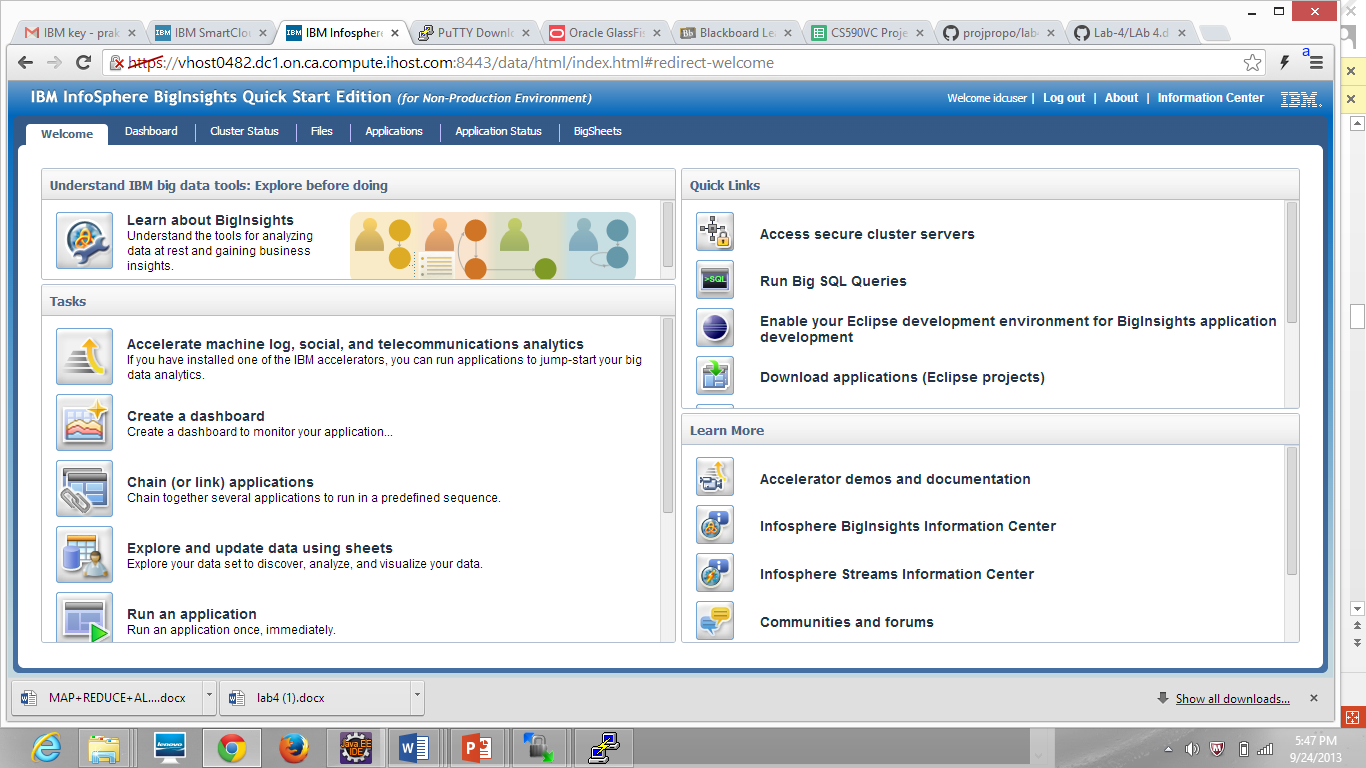 IBM key - prak
IBM SmartClou
IBM Infosphere
PuTTY Downlo
Oracle GlassFis
Blackboard Lea
CS590VC Proje
projpropo/lab
Lab-4/LAb 4.d
https://vhost0482.dc1.on.ca.compute.ihost.com:8443/data/html/index.html#redirect-welcome
IBM InfoSphere BigInsights Quick Start Edition (for Non-Production Environment)
Welcome idcuser | Log out | About | Information Center IBM.
Welcome Dashboard Cluster Status Files Applications Application Status BigSheets
Understand IBM big data tools: Explore before doing
Learn about BigInsights
Understand the tools for analyzing
data at rest and gaining business
insights.
Tasks
Accelerate machine log, social, and telecommunications analytics
If you have installed one of the IBM accelerators, you can run applications to jump-start your big
data analytics.
Create a dashboard
Create a dashboard to monitor your application...
Chain (or link) applications
Chain together several applications to run in a predefined sequence.
Explore and update data using sheets
Explore your data set to discover, analyze, and visualize your data.
Run an application
Run an application once, immediately.
Quick Links
Access secure cluster servers
>SQL
Run Big SQL Queries
Enable your Eclipse development environment for BigInsights application
development
Download applications (Eclipse projects)
Learn More
Accelerator demos and documentation
Infosphere BigInsights Information Center
Infosphere Streams Information Center
Communities and forums
MAP+REDUCE+AL....docx
lab4 (1).docx
Show all downloads...
lenovo
Java EE
IDE
5:47 PM
9/24/2013